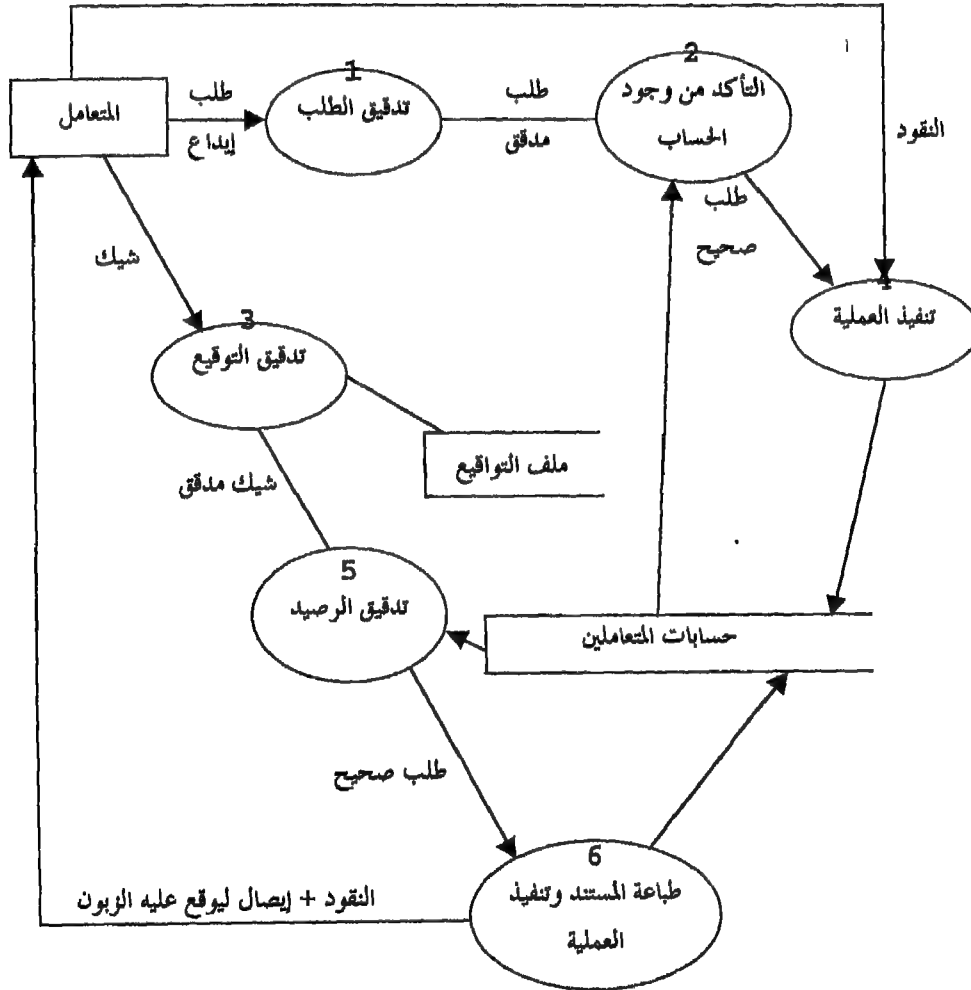 المتعامل
طلب
إيداع
1
تدقيق الطلب
طلب
مدقق
2
التأكد من وجود
الحساب
النقود
طلب
صحيح
4
تنفيذ العملية
شيك
3
تدقيق التوقيع
ملف التواقيع
شيك مدقق
5
تدقيق الرصيد
حسابات المتعاملين
طلب صحيح
6
طباعة المستند وتنفيذ
العملية
النقود + إيصال ليوقع عليه الزبون